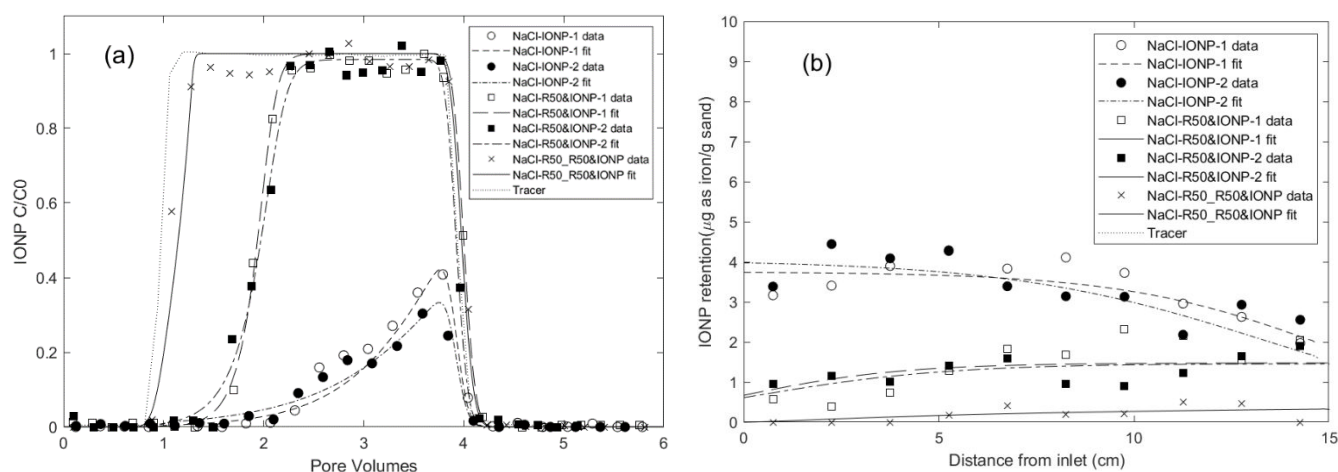 (a)
IONP C/C0
1
0.8
0.6
0.4
0.2
0
0 1 2 3 4 5 6
Pore Volumes
NaCl-IONP-1 data
NaCl-IONP-1 fit
NaCl-IONP-2 data
NaCl-IONP-2 fit
NaCl-R50&IONP-1 data
NaCl-R50&IONP-1 fit
NaCl-R50&IONP-2 data
NaCl-R50&IONP-2 fit
NaCl-R50_R50&IONP data
NaCl-R50_R50&IONP fit
Tracer
(b)
IONP retention(μg as iron/g sand)
10
9
8
7
6
5
4
3
2
1
0
0 5 10 15
Distance from inlet (cm)
NaCl-IONP-1 data
NaCl-IONP-1 fit
NaCl-IONP-2 data
NaCl-IONP-2 fit
NaCl-R50&IONP-1 data
NaCl-R50&IONP-1 fit
NaCl-R50&IONP-2 data
NaCl-R50&IONP-2 fit
NaCl-R50_R50&IONP data
NaCl-R50_R50&IONP fit
Tracer